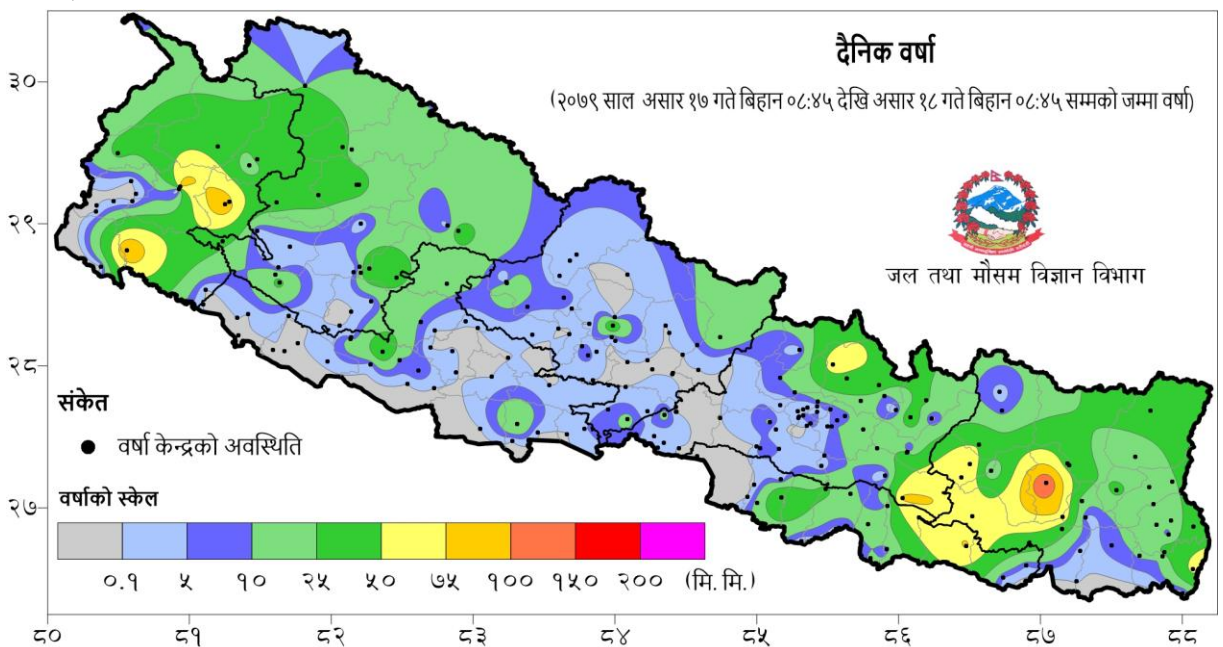 दैनिक वर्षा
(२०७९ साल असार १७ गते बिहान ०८:४५ देखि असार १८ गते बिहान ०८:४५ सम्मको जम्मा वर्षा)
जल तथा मौसम विज्ञान विभाग
३०
२९
२८
२७
संकेत
वर्षा केन्द्रको अवस्थिति
वर्षाको स्केल
०.१ ५ १० २५ ५० ७५ १०० १५० २०० (मि. मि.)
८० ८१ ८२ ८३ ८४ ८५ ८६ ८७ ८८